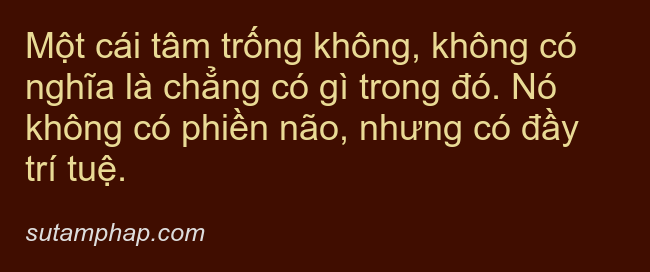 Một cái tâm trống không, không có
nghĩa là chẳng có gì trong đó. Nó
không có phiền não, nhưng có đầy
trí tuệ.
sutamphap.com